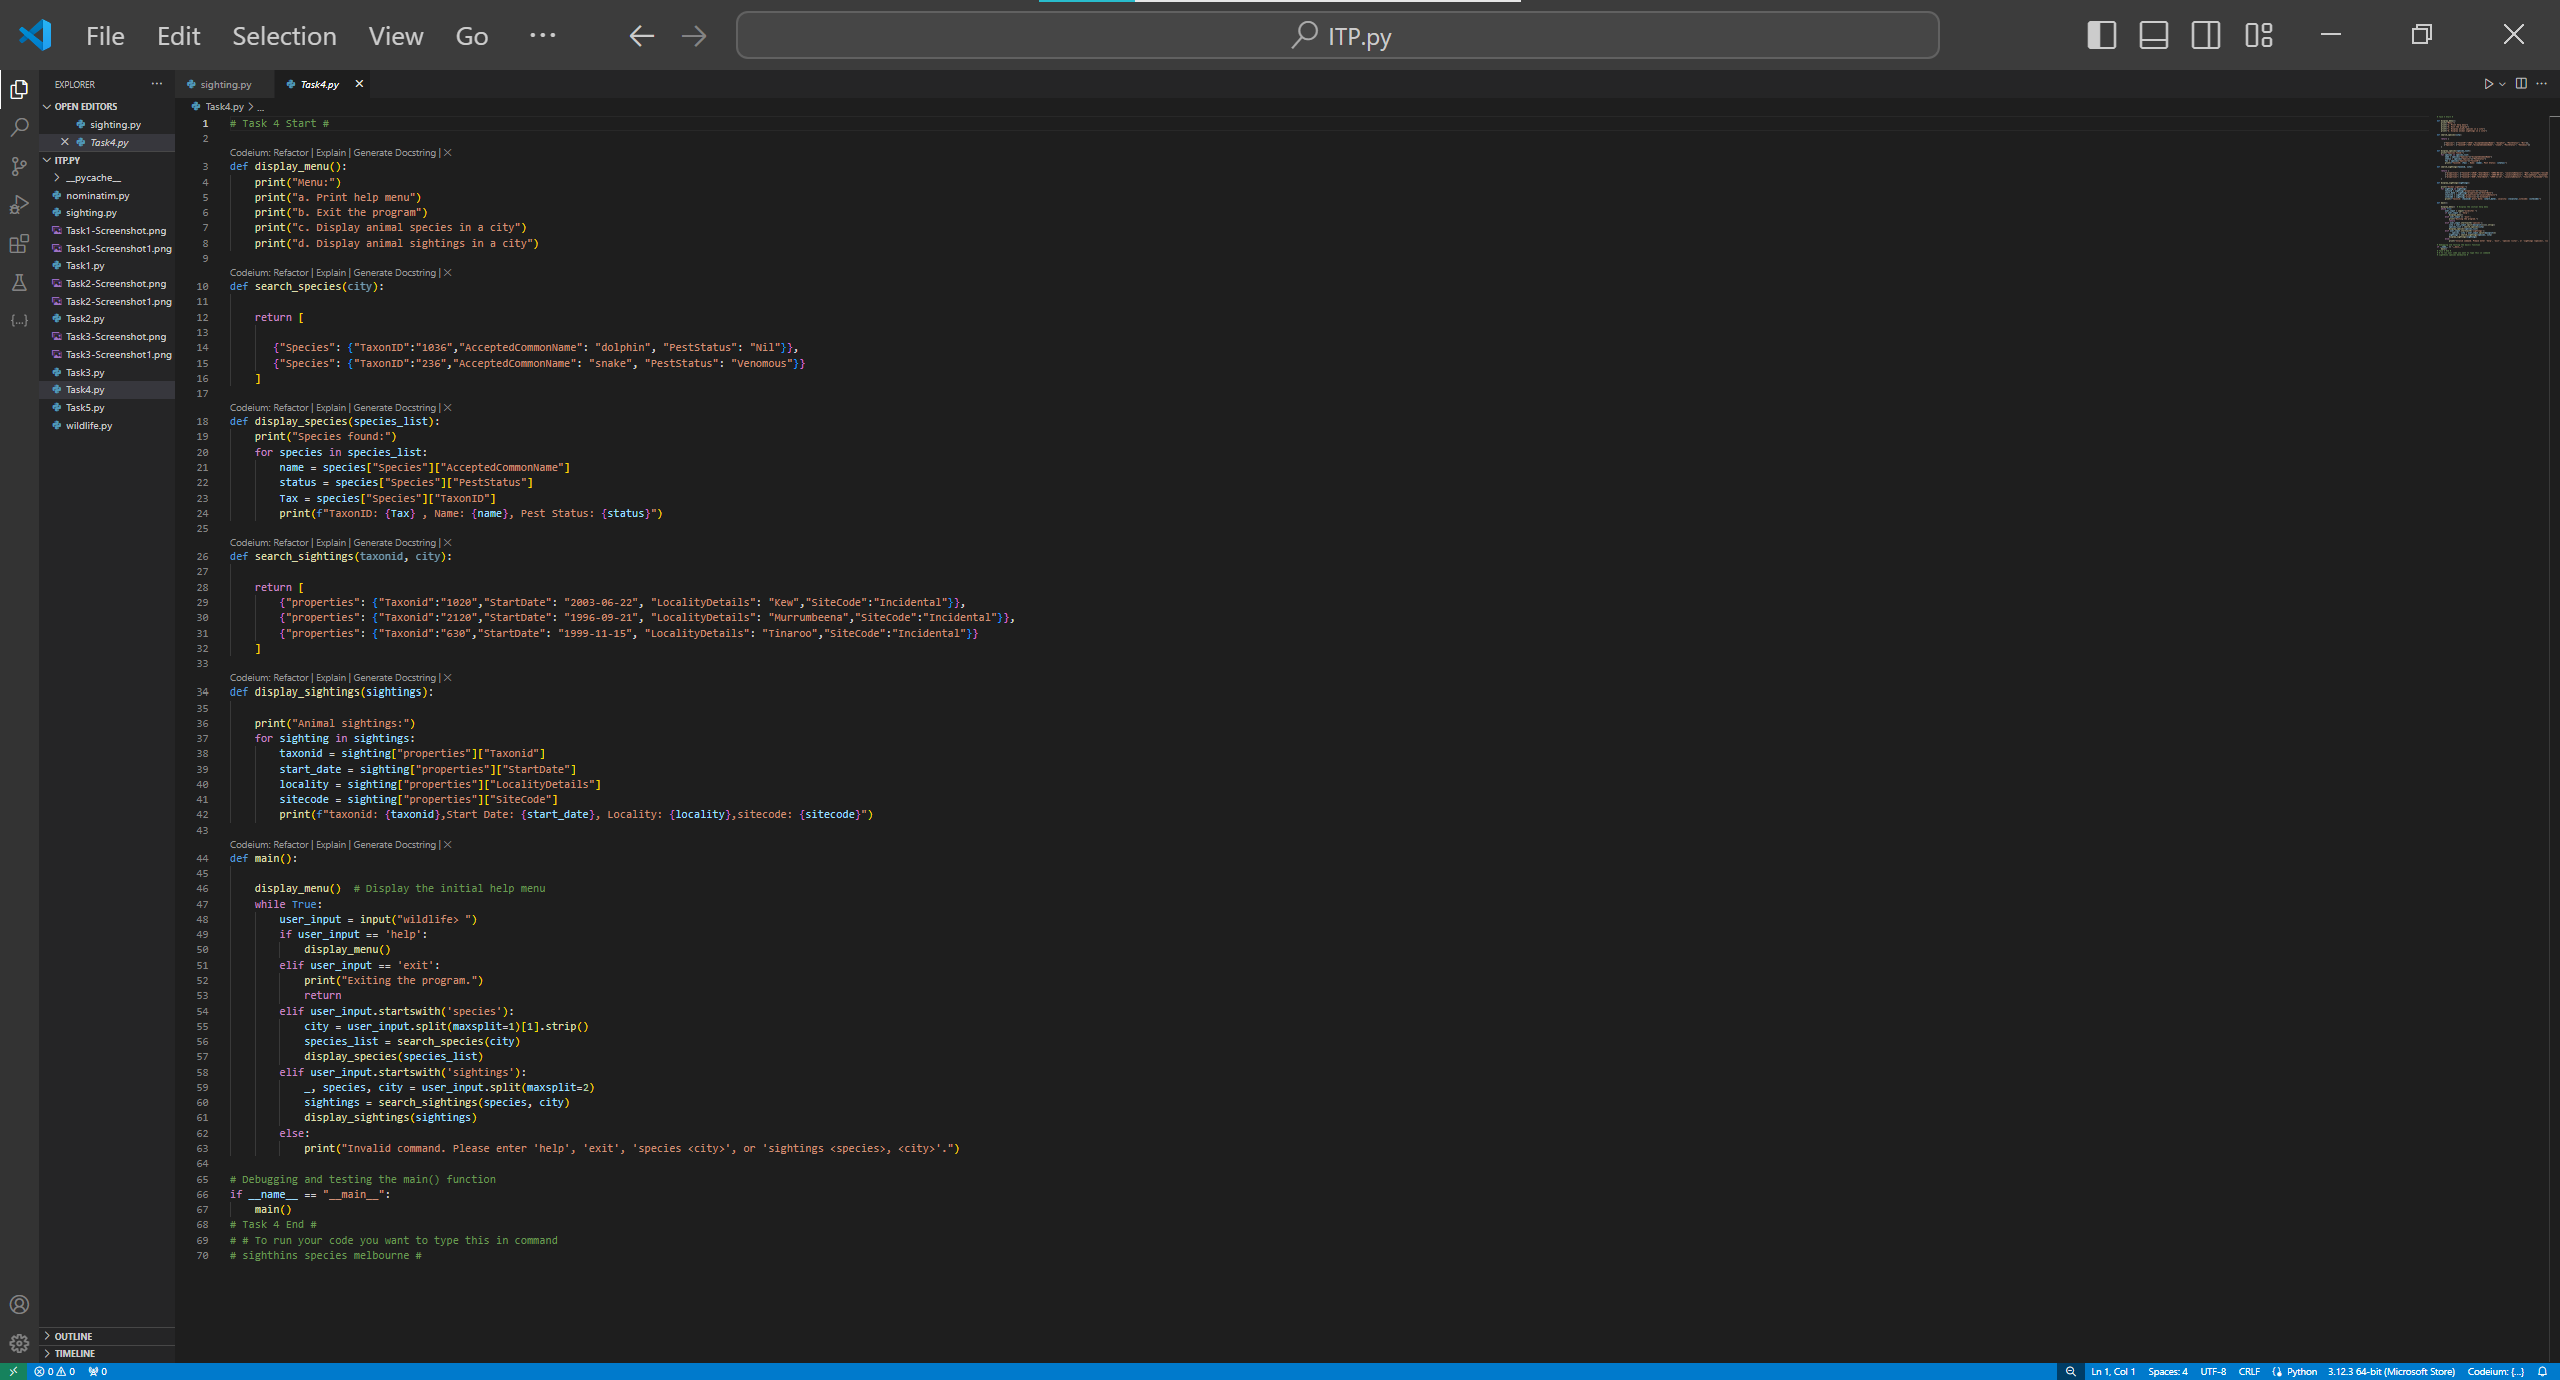 File Edit Selection View Go ··· ITP.py
EXPLORER ···
OPEN EDITORS
sighting.py
Task4.py
ITP.PY
__pycache__
nominatim.py
sighting.py
Task1-Screenshot.png
Task1-Screenshot1.png
Task1.py
Task2-Screenshot.png
Task2-Screenshot1.png
Task2.py
Task3-Screenshot.png
Task3-Screenshot1.png
Task3.py
Task4.py
Task5.py
wildlife.py
OUTLINE
TIMELINE
sighting.py Task4.py
Task4.py > ...
1 # Task 4 Start #
2
Codeium: Refactor | Explain | Generate Docstring | X
3 def display_menu():
4     print("Menu:")
5     print("a. Print help menu")
6     print("b. Exit the program")
7     print("c. Display animal species in a city")
8     print("d. Display animal sightings in a city")
9
Codeium: Refactor | Explain | Generate Docstring | X
10 def search_species(city):
11
12     return [
13
14        {"Species": {"TaxonID":"1036","AcceptedCommonName": "dolphin", "PestStatus": "Nil"}},
15        {"Species": {"TaxonID":"236","AcceptedCommonName": "snake", "PestStatus": "Venomous"}}
16     ]
17
Codeium: Refactor | Explain | Generate Docstring | X
18 def display_species(species_list):
19     print("Species found:")
20     for species in species_list:
21         name = species["Species"]["AcceptedCommonName"]
22         status = species["Species"]["PestStatus"]
23         Tax = species["Species"]["TaxonID"]
24         print(f"TaxonID: {Tax} , Name: {name}, Pest Status: {status}")
25
Codeium: Refactor | Explain | Generate Docstring | X
26 def search_sightings(taxonid, city):
27
28     return [
29         {"properties": {"Taxonid":"1020","StartDate": "2003-06-22", "LocalityDetails": "Kew","SiteCode":"Incidental"}},
30         {"properties": {"Taxonid":"2120","StartDate": "1996-09-21", "LocalityDetails": "Murrumbeena","SiteCode":"Incidental"}},
31         {"properties": {"Taxonid":"630","StartDate": "1999-11-15", "LocalityDetails": "Tinaroo","SiteCode":"Incidental"}}
32     ]
33
Codeium: Refactor | Explain | Generate Docstring | X
34 def display_sightings(sightings):
35
36     print("Animal sightings:")
37     for sighting in sightings:
38         taxonid = sighting["properties"]["Taxonid"]
39         start_date = sighting["properties"]["StartDate"]
40         locality = sighting["properties"]["LocalityDetails"]
41         sitecode = sighting["properties"]["SiteCode"]
42         print(f"taxonid: {taxonid},Start Date: {start_date}, Locality: {locality},sitecode: {sitecode}")
43
Codeium: Refactor | Explain | Generate Docstring | X
44 def main():
45
46     display_menu()  # Display the initial help menu
47     while True:
48         user_input = input("wildlife> ")
49         if user_input == 'help':
50             display_menu()
51         elif user_input == 'exit':
52             print("Exiting the program.")
53             return
54         elif user_input.startswith('species'):
55             city = user_input.split(maxsplit=1)[1].strip()
56             species_list = search_species(city)
57             display_species(species_list)
58         elif user_input.startswith('sightings'):
59             _, species, city = user_input.split(maxsplit=2)
60             sightings = search_sightings(species, city)
61             display_sightings(sightings)
62         else:
63             print("Invalid command. Please enter 'help', 'exit', 'species <city>', or 'sightings <species>, <city>'.")
64
65 # Debugging and testing the main() function
66 if __name__ == "__main__":
67     main()
68 # Task 4 End #
69 # # To run your code you want to type this in command
70 # sighthins species melbourne #
0 0 0 Ln 1, Col 1 Spaces: 4 UTF-8 CRLF Python 3.12.3 64-bit (Microsoft Store) Codeium: {...}